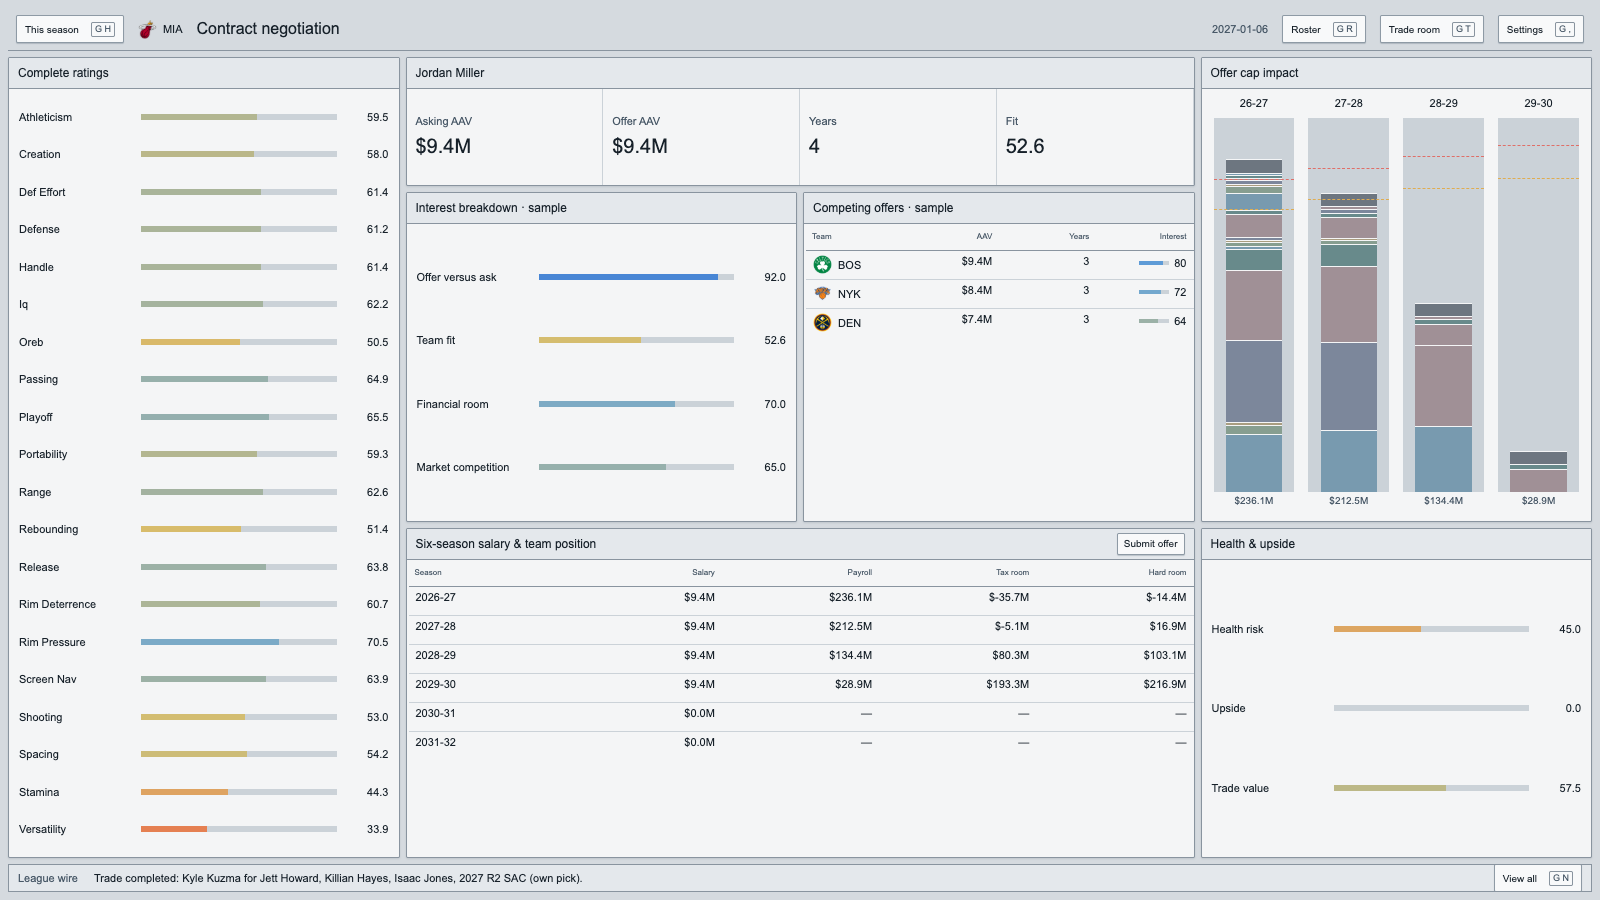 This season G H MIA Contract negotiation 2027-01-06 Roster G R Trade room G T Settings G ,
Complete ratings
Athleticism 59.5
Creation 58.0
Def Effort 61.4
Defense 61.2
Handle 61.4
Iq 62.2
Oreb 50.5
Passing 64.9
Playoff 65.5
Portability 59.3
Range 62.6
Rebounding 51.4
Release 63.8
Rim Deterrence 60.7
Rim Pressure 70.5
Screen Nav 63.9
Shooting 53.0
Spacing 54.2
Stamina 44.3
Versatility 33.9
Jordan Miller
Asking AAV Offer AAV Years Fit
$9.4M $9.4M 4 52.6
Interest breakdown · sample
Offer versus ask 92.0
Team fit 52.6
Financial room 70.0
Market competition 65.0
Competing offers · sample
Team AAV Years Interest
BOS $9.4M 3 80
NYK $8.4M 3 72
DEN $7.4M 3 64
Six-season salary & team position Submit offer
Season Salary Payroll Tax room Hard room
2026-27 $9.4M $236.1M $-35.7M $-14.4M
2027-28 $9.4M $212.5M $-5.1M $16.9M
2028-29 $9.4M $134.4M $80.3M $103.1M
2029-30 $9.4M $28.9M $193.3M $216.9M
2030-31 $0.0M — — —
2031-32 $0.0M — — —
Offer cap impact
26-27 27-28 28-29 29-30
$236.1M $212.5M $134.4M $28.9M
Health & upside
Health risk 45.0
Upside 0.0
Trade value 57.5
League wire Trade completed: Kyle Kuzma for Jett Howard, Killian Hayes, Isaac Jones, 2027 R2 SAC (own pick). View all G N